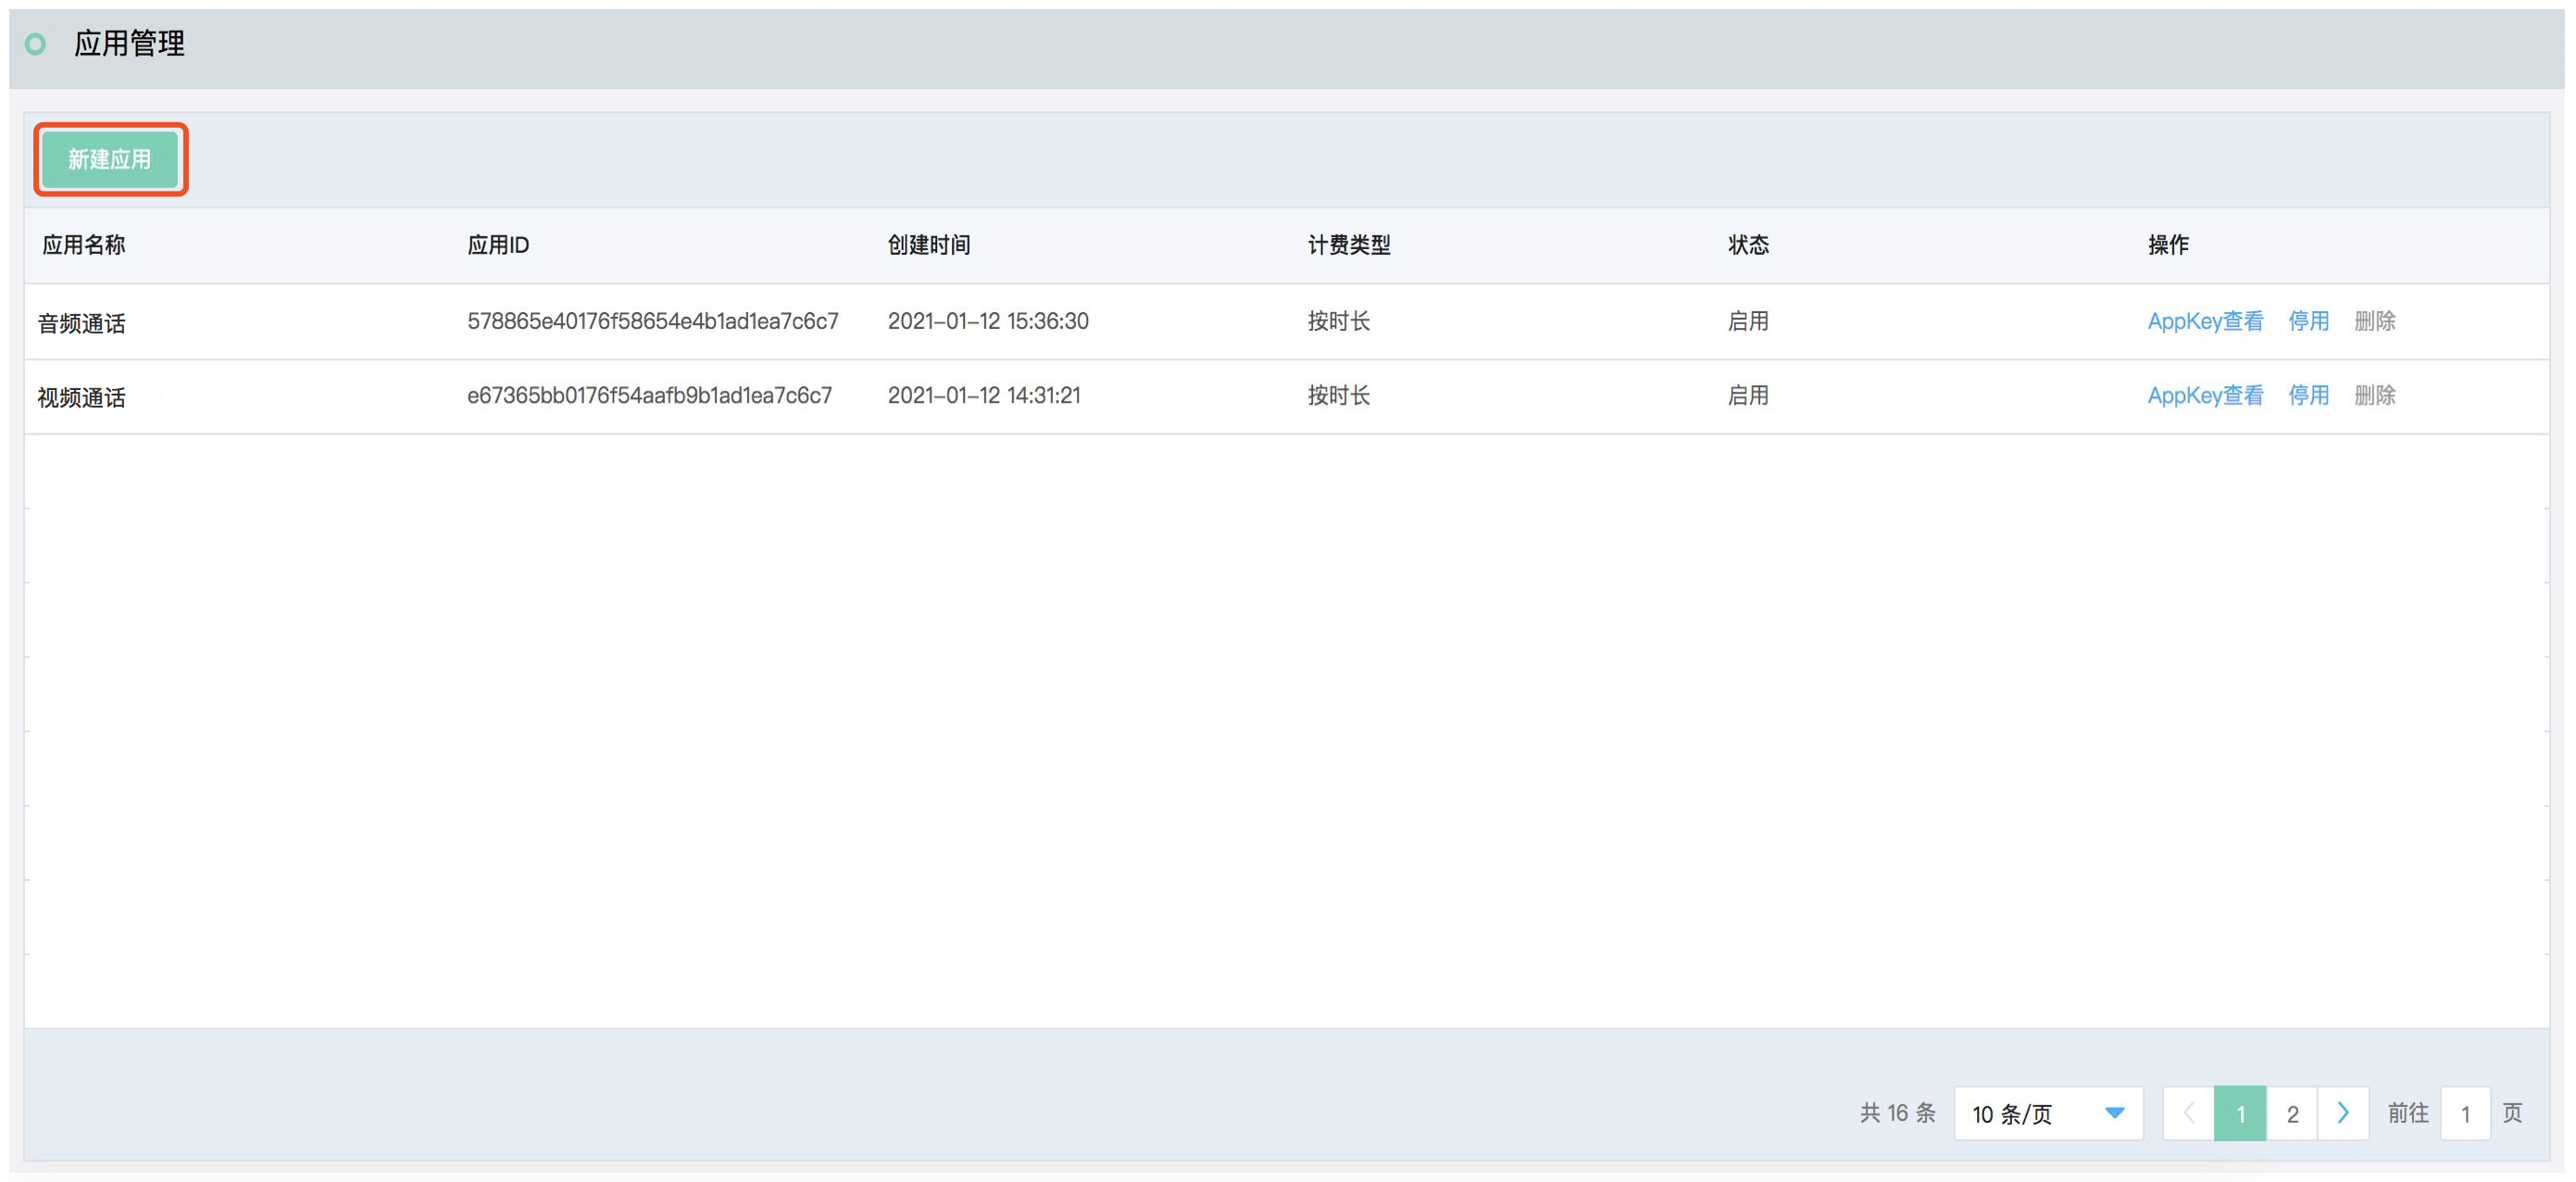 应用管理
新建应用
应用名称 应用ID 创建时间 计费类型 状态 操作
音频通话 578865e40176f58654e4b1ad1ea7c6c7 2021-01-12 15:36:30 按时长 启用 AppKey查看 停用 删除
视频通话 e67365bb0176f54aafb9b1ad1ea7c6c7 2021-01-12 14:31:21 按时长 启用 AppKey查看 停用 删除
共 16 条 10 条/页 1 2 前往 1 页